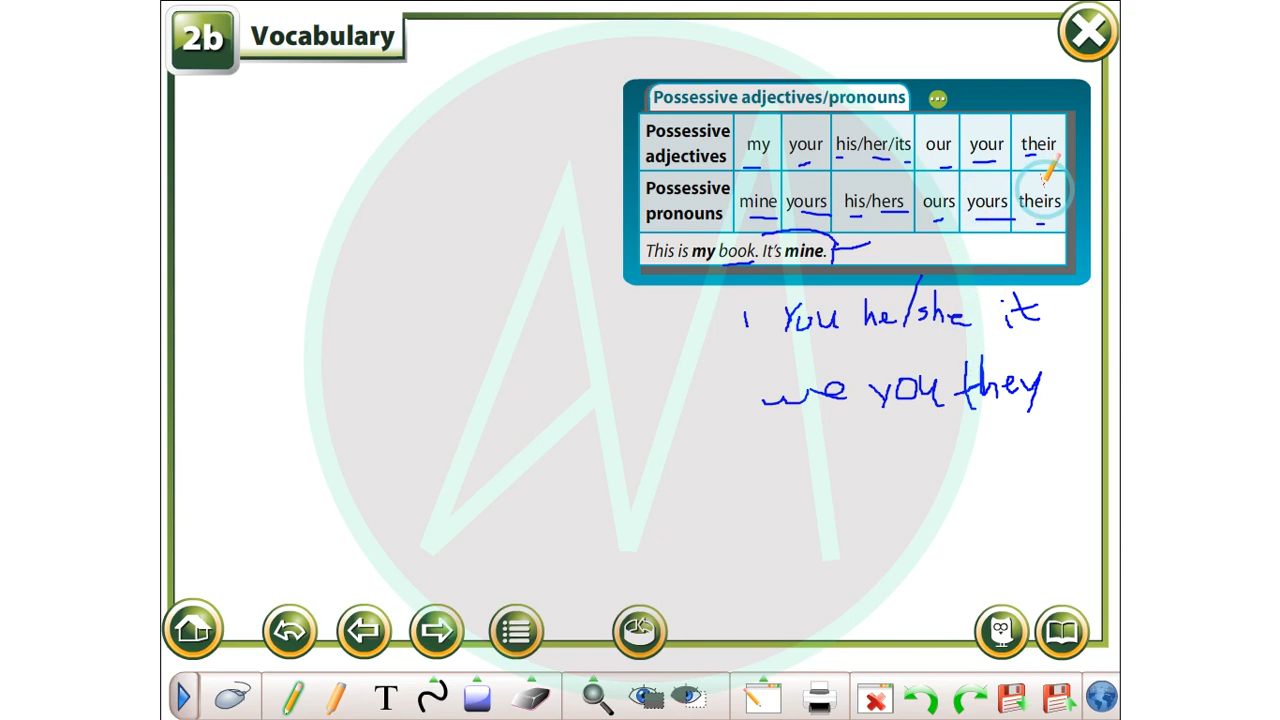 2b Vocabulary
Possessive adjectives/pronouns
Possessive adjectives my your his/her/its our your their
Possessive pronouns mine yours his/hers ours yours theirs
This is my book. It's mine.
I you he/she it
we you they
T